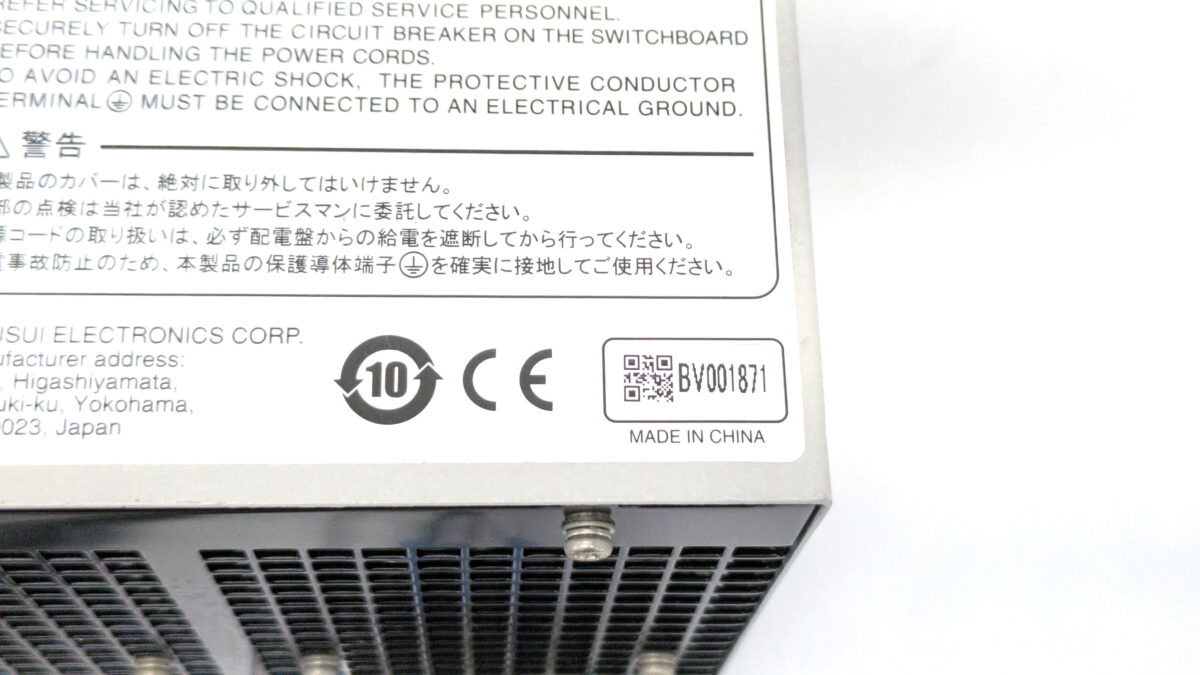 REFER SERVICING TO QUALIFIED SERVICE PERSONNEL.
SECURELY TURN OFF THE CIRCUIT BREAKER ON THE SWITCHBOARD
BEFORE HANDLING THE POWER CORDS.
TO AVOID AN ELECTRIC SHOCK, THE PROTECTIVE CONDUCTOR
TERMINAL MUST BE CONNECTED TO AN ELECTRICAL GROUND.
警告
製品のカバーは、絶対に取り外してはいけません。
部の点検は当社が認めたサービスマンに委託してください。
源コードの取り扱いは、必ず配電盤からの給電を遮断してから行ってください。
電事故防止のため、本製品の保護導体端子を確実に接地してご使用ください。
USUI ELECTRONICS CORP.
ufacturer address:
, Higashiyamata,
uki-ku, Yokohama,
0023, Japan
10
CE
BV001871
MADE IN CHINA